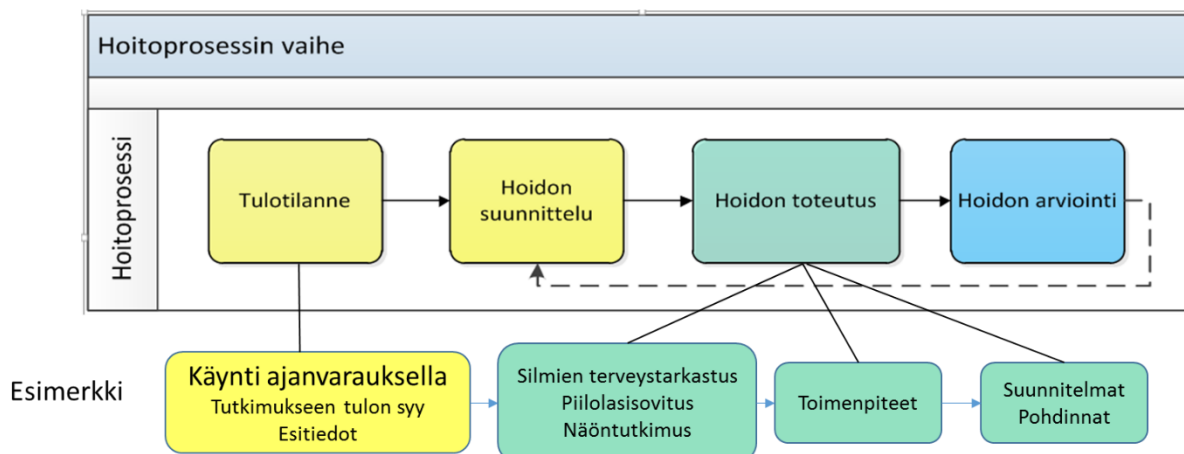 Hoitoprosessin vaihe
Hoitoprosessi
Tulotilanne
Hoidon
suunnittelu
Hoidon toteutus
Hoidon arviointi
Esimerkki
Käynti ajanvarauksella
Tutkimukseen tulon syy
Esitiedot
Silmien terveystarkastus
Piilolasisovitus
Näöntutkimus
Toimenpiteet
Suunnitelmat
Pohdinnat